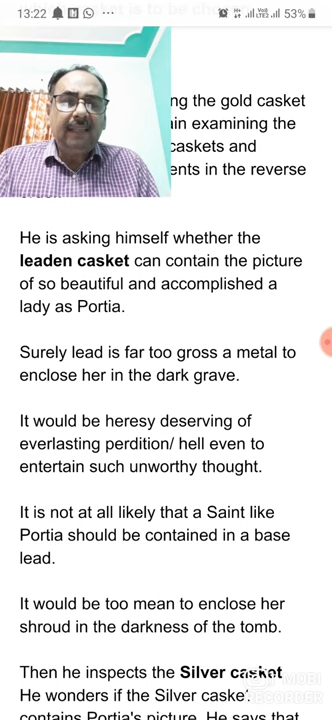 13:22
53%
ng the gold casket
in examining the
caskets and
ents in the reverse
He is asking himself whether the
leaden casket can contain the picture
of so beautiful and accomplished a
lady as Portia.
Surely lead is far too gross a metal to
enclose her in the dark grave.
It would be heresy deserving of
everlasting perdition/ hell even to
entertain such unworthy thought.
It is not at all likely that a Saint like
Portia should be contained in a base
lead.
It would be too mean to enclose her
shroud in the darkness of the tomb.
Then he inspects the Silver casket
He wonders if the Silver casket
contains Portia's picture. He says that
MOBI
RECORDER